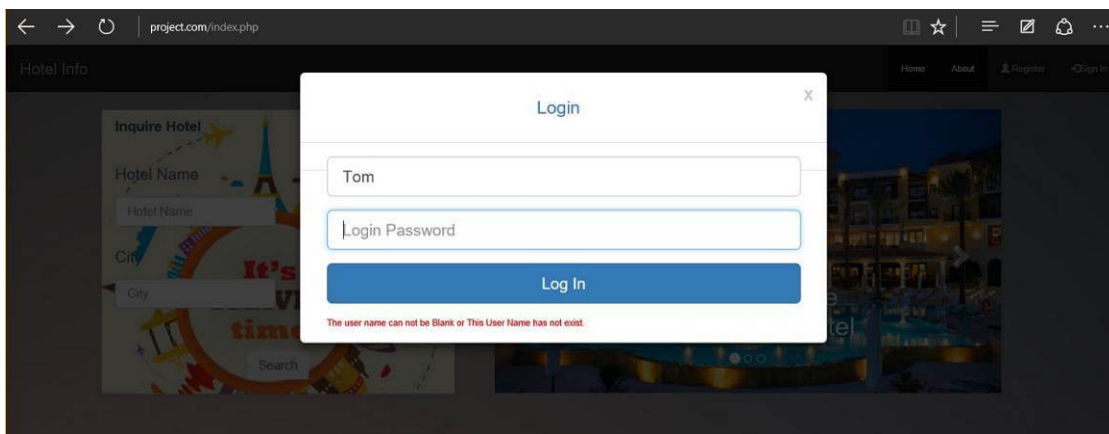 project.com/index.php
Hotel Info
Home About Register Sign In
Login
x
Tom
Login Password
Log In
The user name can not be Blank or This User Name has not exist.
Inquire Hotel
Hotel Name
Hotel Name
City
City
It's
time
Search